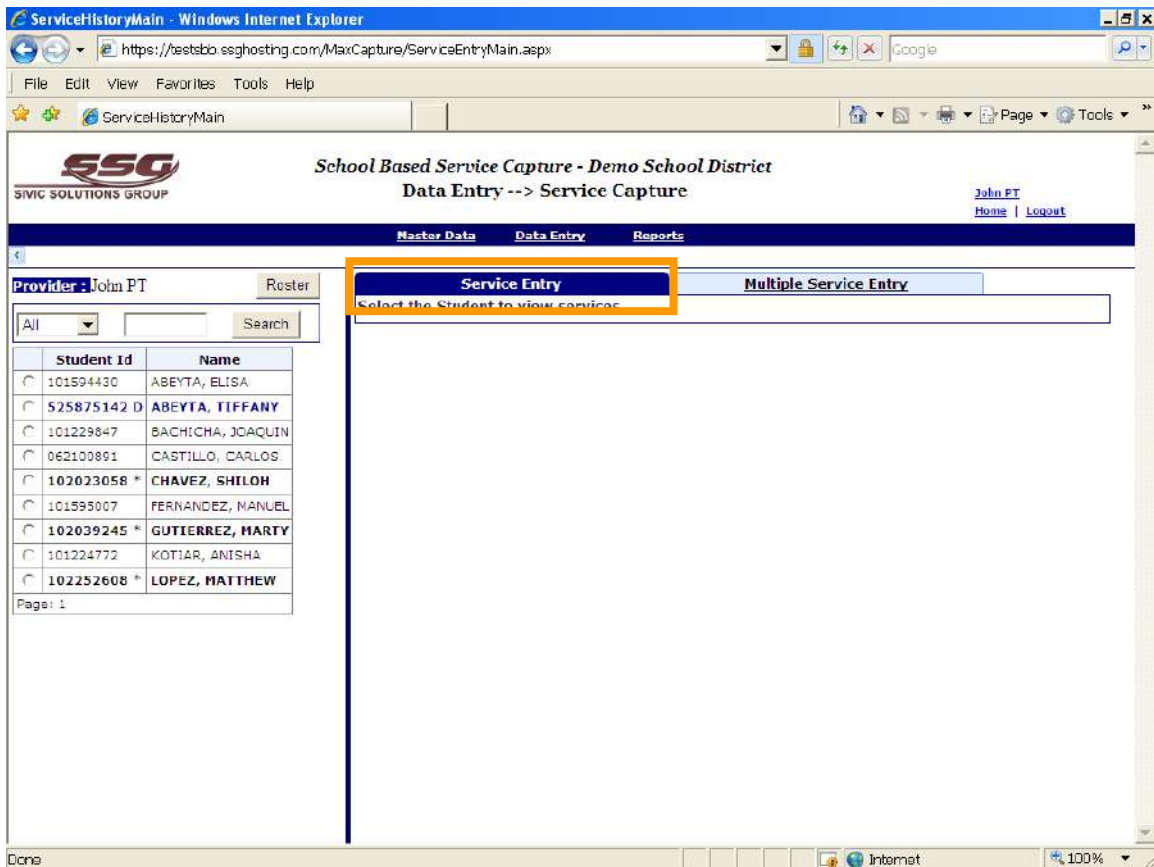 ServiceHistoryMain - Windows Internet Explorer
https://testsbb.ssghosting.com/MaxCapture/ServiceEntryMain.aspx
Google
File Edit View Favorites Tools Help
ServiceHistoryMain
Page Tools »
SSG
SIVIC SOLUTIONS GROUP
School Based Service Capture - Demo School District
Data Entry --> Service Capture
John PT
Home | Logout
Master Data Data Entry Reports
Provider : John PT
Roster
Service Entry
Multiple Service Entry
Select the Student to view services
All
Search
Student Id Name
101594430 ABEYTA, ELISA
525875142 D ABEYTA, TIFFANY
101229847 BACHICHA, JOAQUIN
062100891 CASTILLO, CARLOS
102023058 * CHAVEZ, SHILOH
101595007 FERNANDEZ, MANUEL
102039245 * GUTIERREZ, MARTY
101224772 KOTIAR, ANISHA
102252608 * LOPEZ, MATTHEW
Page: 1
Done
Internet
100%